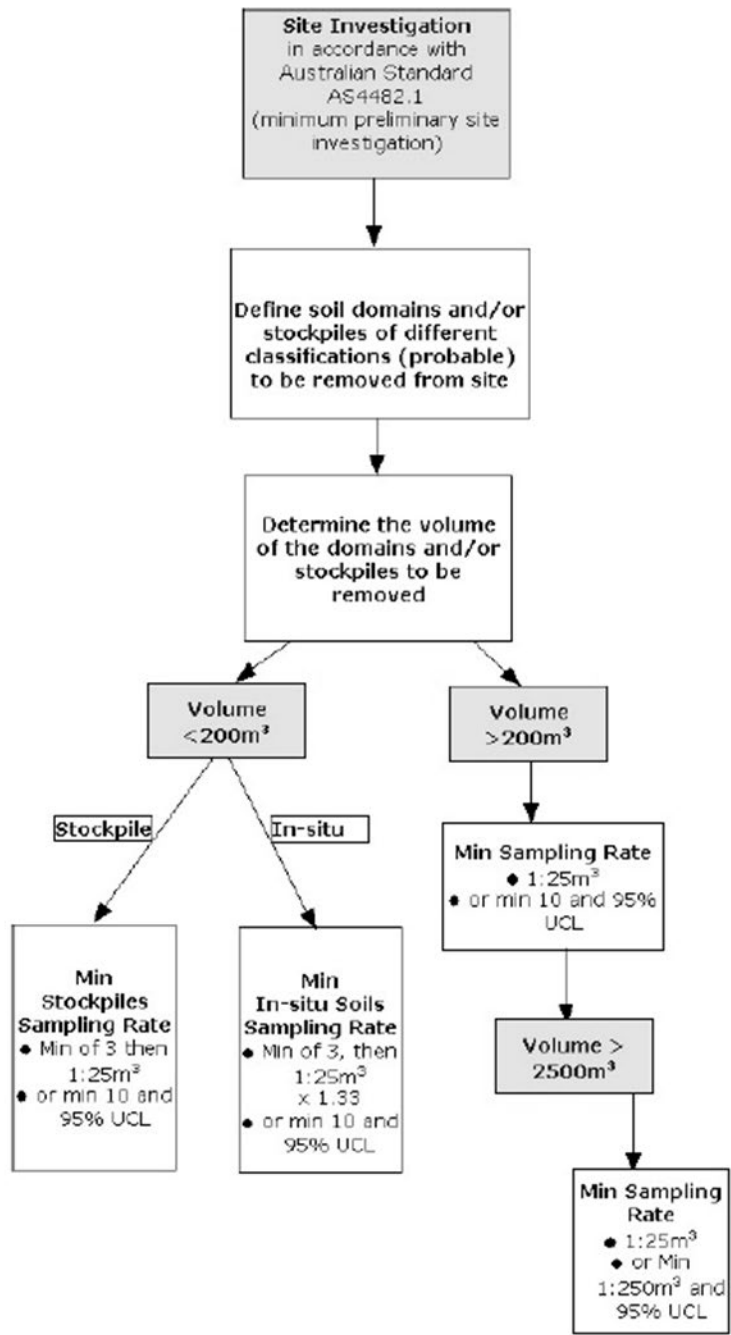 Site Investigation
in accordance with
Australian Standard
AS4482.1
(minimum preliminary site
investigation)
Define soil domains and/or
stockpiles of different
classifications (probable)
to be removed from site
Determine the volume
of the domains and/or
stockpiles to be
removed
Volume
<200m³
Volume
>200m³
Stockpile
In-situ
Min Sampling Rate
● 1:25m³
● or min 10 and 95%
UCL
Min
Stockpiles
Sampling Rate
● Min of 3 then
1:25m³
● or min 10 and
95% UCL
Min
In-situ Soils
Sampling Rate
● Min of 3, then
1:25m³
x 1.33
● or min 10 and
95% UCL
Volume >
2500m³
Min Sampling
Rate
● 1:25m³
● or Min
1:250m³ and
95% UCL